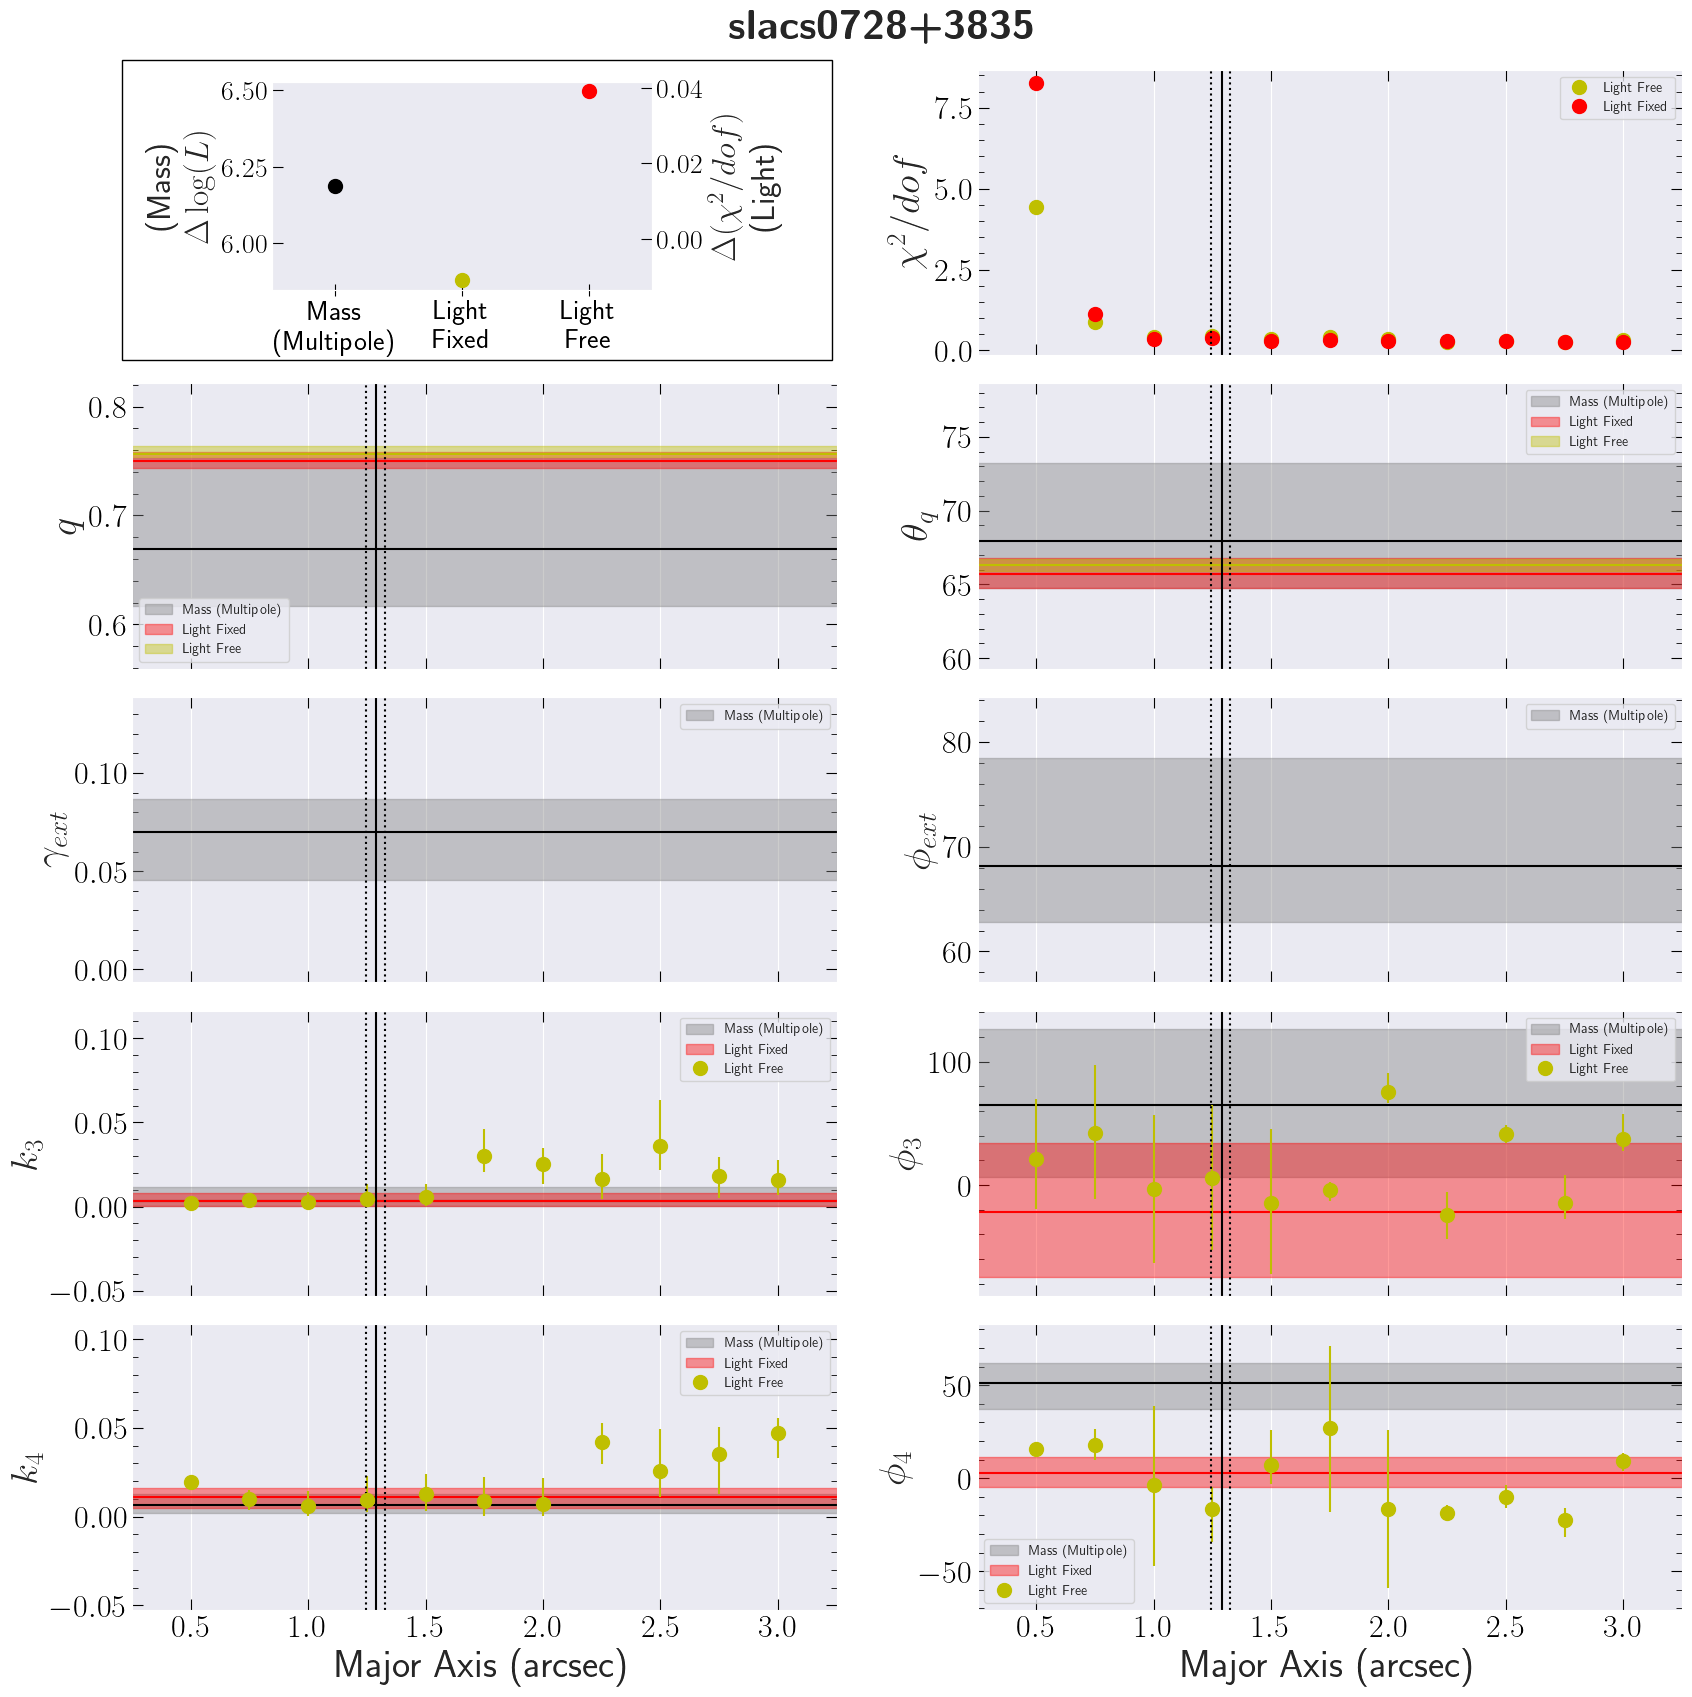 slacs0728+3835
(Mass)
Δ log(L)
6.50
6.25
6.00
0.04
0.02
0.00
Δ(χ²/dof)
(Light)
Mass
(Multipole)
Light
Fixed
Light
Free
χ²/dof
7.5
5.0
2.5
0.0
Light Free
Light Fixed
q
0.8
0.7
0.6
Mass (Multipole)
Light Fixed
Light Free
θ_q
75
70
65
60
Mass (Multipole)
Light Fixed
Light Free
γ_ext
0.10
0.05
0.00
Mass (Multipole)
ϕ_ext
80
70
60
Mass (Multipole)
k₃
0.10
0.05
0.00
−0.05
Mass (Multipole)
Light Fixed
Light Free
ϕ₃
100
0
Mass (Multipole)
Light Fixed
Light Free
k₄
0.10
0.05
0.00
−0.05
Mass (Multipole)
Light Fixed
Light Free
0.5 1.0 1.5 2.0 2.5 3.0
Major Axis (arcsec)
ϕ₄
50
0
−50
Mass (Multipole)
Light Fixed
Light Free
0.5 1.0 1.5 2.0 2.5 3.0
Major Axis (arcsec)